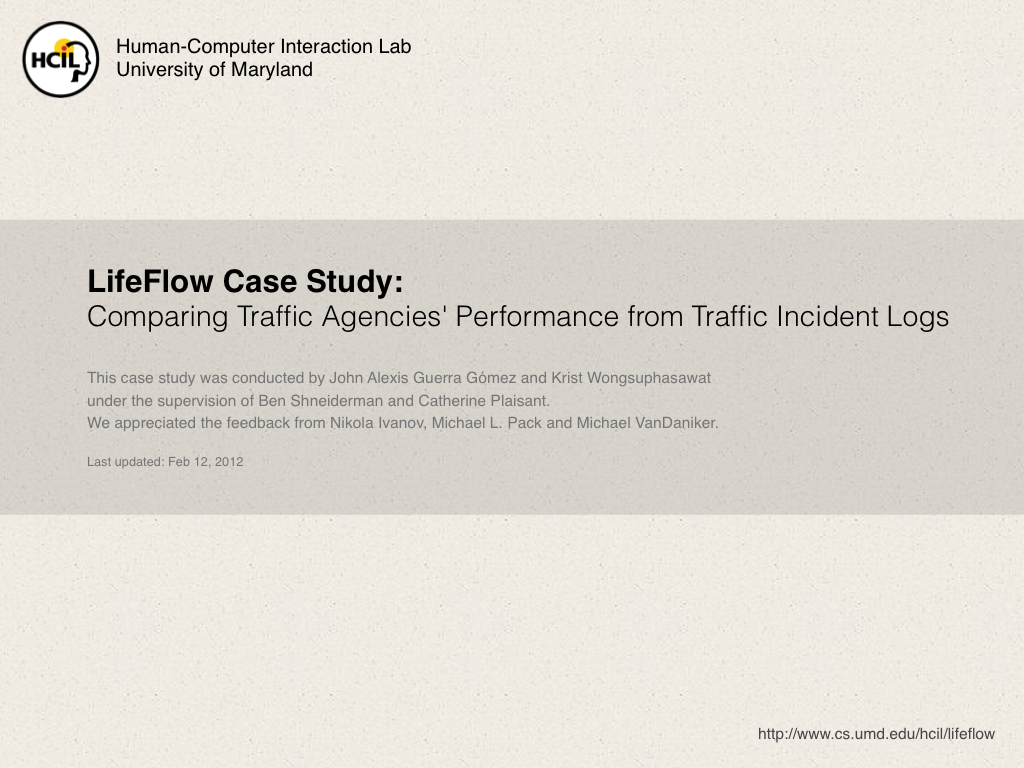 HCIL
Human-Computer Interaction Lab
University of Maryland
LifeFlow Case Study:
Comparing Traffic Agencies' Performance from Traffic Incident Logs
This case study was conducted by John Alexis Guerra Gómez and Krist Wongsuphasawat
under the supervision of Ben Shneiderman and Catherine Plaisant.
We appreciated the feedback from Nikola Ivanov, Michael L. Pack and Michael VanDaniker.
Last updated: Feb 12, 2012
http://www.cs.umd.edu/hcil/lifeflow